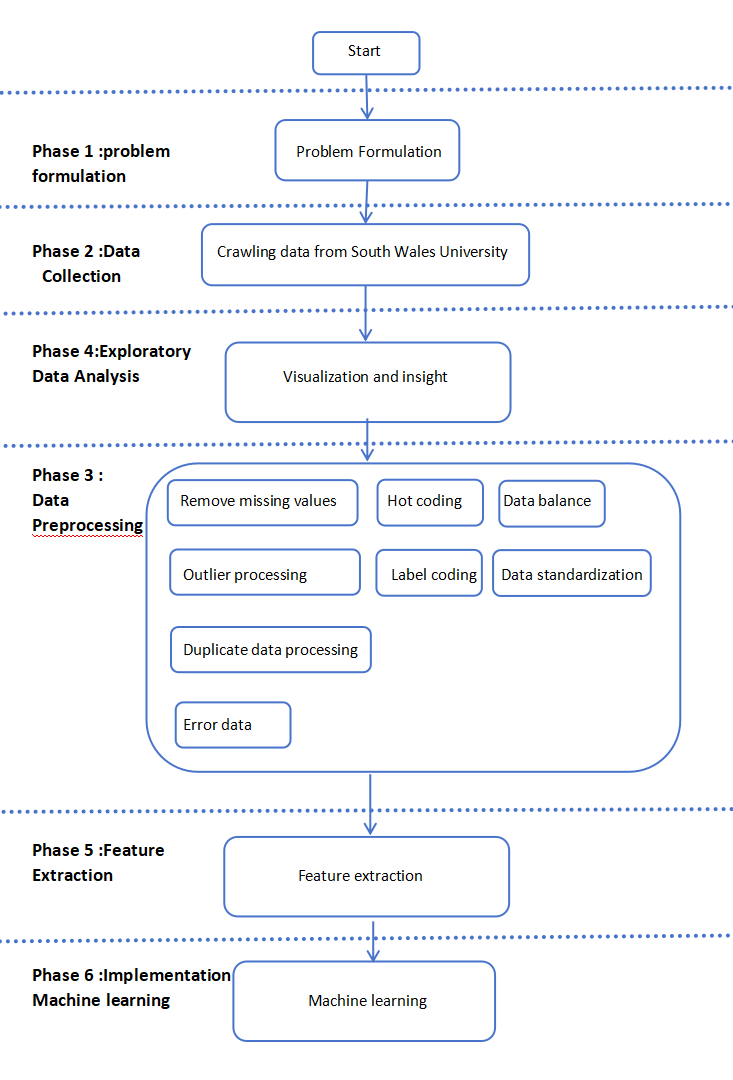 Start
Phase 1 :problem
formulation
Problem Formulation
Phase 2 :Data
Collection
Crawling data from South Wales University
Phase 4:Exploratory
Data Analysis
Visualization and insight
Phase 3 :
Data
Preprocessing
Remove missing values
Hot coding
Data balance
Outlier processing
Label coding
Data standardization
Duplicate data processing
Error data
Phase 5 :Feature
Extraction
Feature extraction
Phase 6 :Implementation
Machine learning
Machine learning